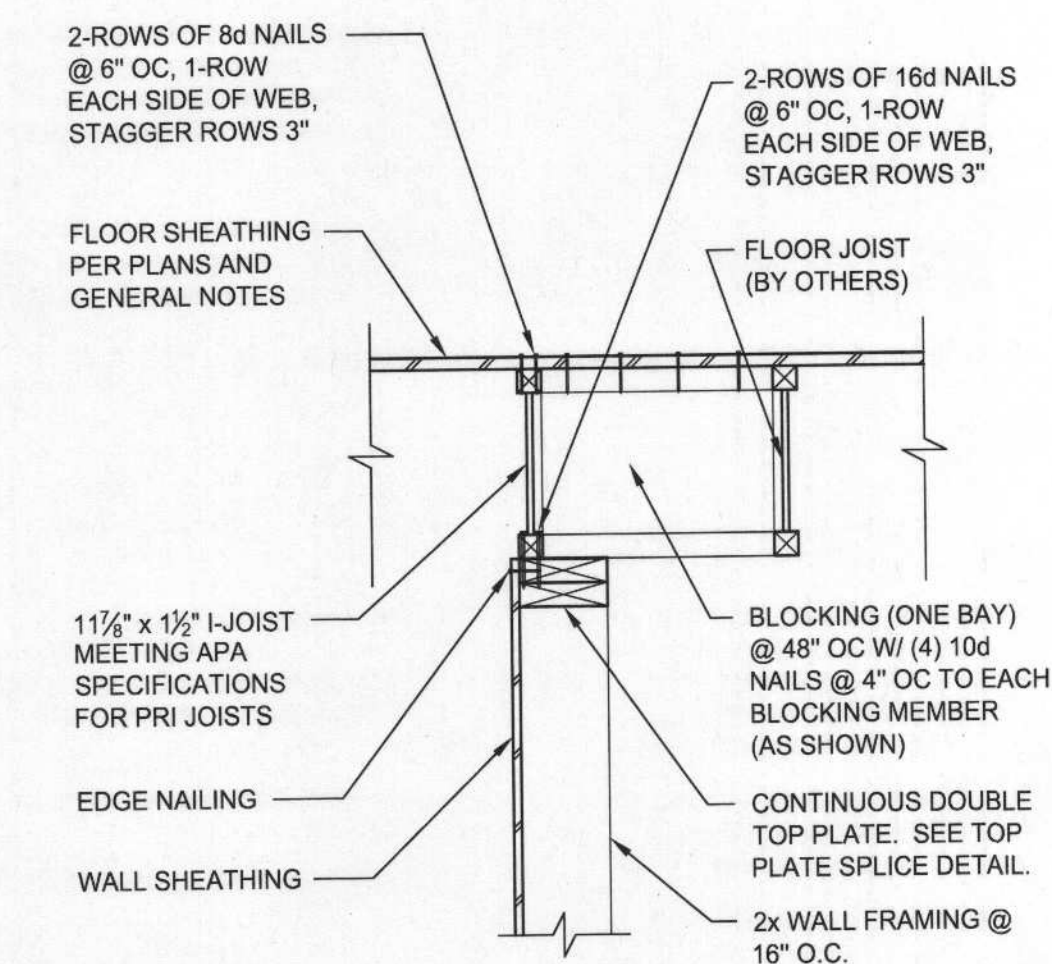 2-ROWS OF 8d NAILS
@ 6" OC, 1-ROW
EACH SIDE OF WEB,
STAGGER ROWS 3"
FLOOR SHEATHING
PER PLANS AND
GENERAL NOTES
11⅞" x 1½" I-JOIST
MEETING APA
SPECIFICATIONS
FOR PRI JOISTS
EDGE NAILING
WALL SHEATHING
2-ROWS OF 16d NAILS
@ 6" OC, 1-ROW
EACH SIDE OF WEB,
STAGGER ROWS 3"
FLOOR JOIST
(BY OTHERS)
BLOCKING (ONE BAY)
@ 48" OC W/ (4) 10d
NAILS @ 4" OC TO EACH
BLOCKING MEMBER
(AS SHOWN)
CONTINUOUS DOUBLE
TOP PLATE. SEE TOP
PLATE SPLICE DETAIL.
2x WALL FRAMING @
16" O.C.